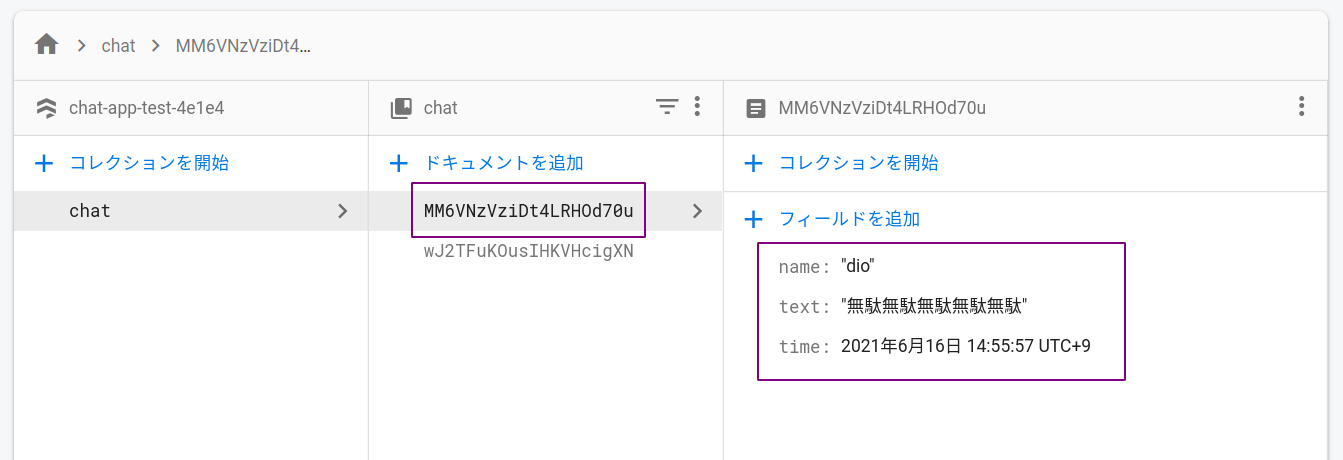 chat
MM6VNzVziDt4...
chat-app-test-4e1e4
コレクションを開始
chat
chat
ドキュメントを追加
MM6VNzVziDt4LRHOd70u
wJ2TFuKOusIHKVHcigXN
MM6VNzVziDt4LRHOd70u
コレクションを開始
フィールドを追加
name: "dio"
text: "無駄無駄無駄無駄無駄"
time: 2021年6月16日 14:55:57 UTC+9